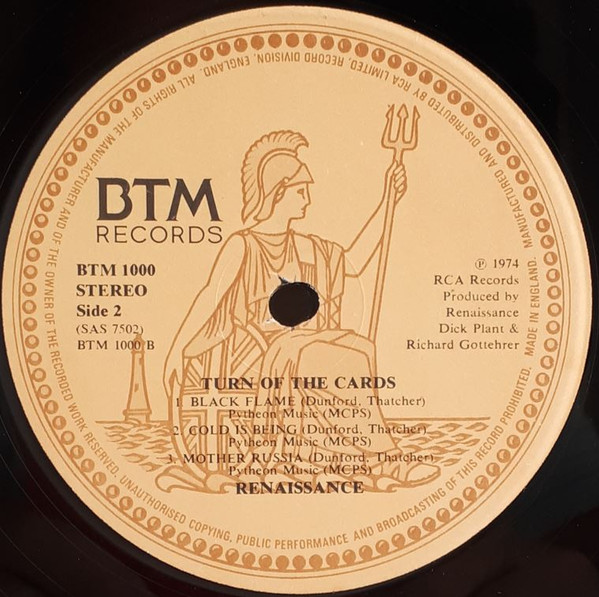 BTM
RECORDS
BTM 1000
STEREO
Side 2
(SAS 7502)
BTM 1000 B
℗ 1974
RCA Records
Produced by
Renaissance
Dick Plant &
Richard Gottehrer
TURN OF THE CARDS
1. BLACK FLAME (Dunford, Thatcher)
Pytheon Music (MCPS)
2. COLD IS BEING (Dunford, Thatcher)
Pytheon Music (MCPS)
3. MOTHER RUSSIA (Dunford, Thatcher)
Pytheon Music (MCPS)
RENAISSANCE
MANUFACTURED AND DISTRIBUTED BY RCA LIMITED, RECORD DIVISION, ENGLAND. ALL RIGHTS OF THE MANUFACTURER AND OF THE OWNER OF THE RECORDED WORK RESERVED. UNAUTHORISED COPYING, PUBLIC PERFORMANCE AND BROADCASTING OF THIS RECORD PROHIBITED. MADE IN ENGLAND.